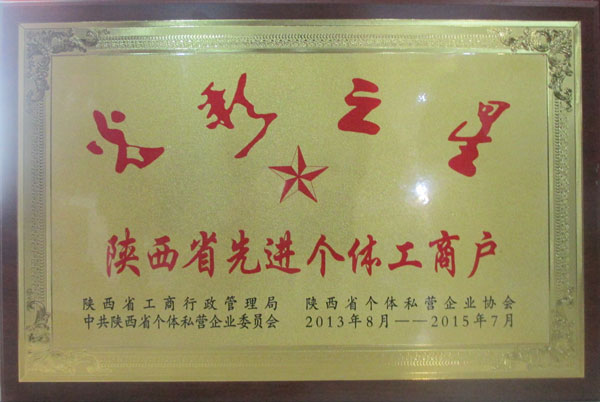 光彩之星
陕西省先进个体工商户
陕西省工商行政管理局 陕西省个体私营企业协会
中共陕西省个体私营企业委员会 2013年8月——2015年7月